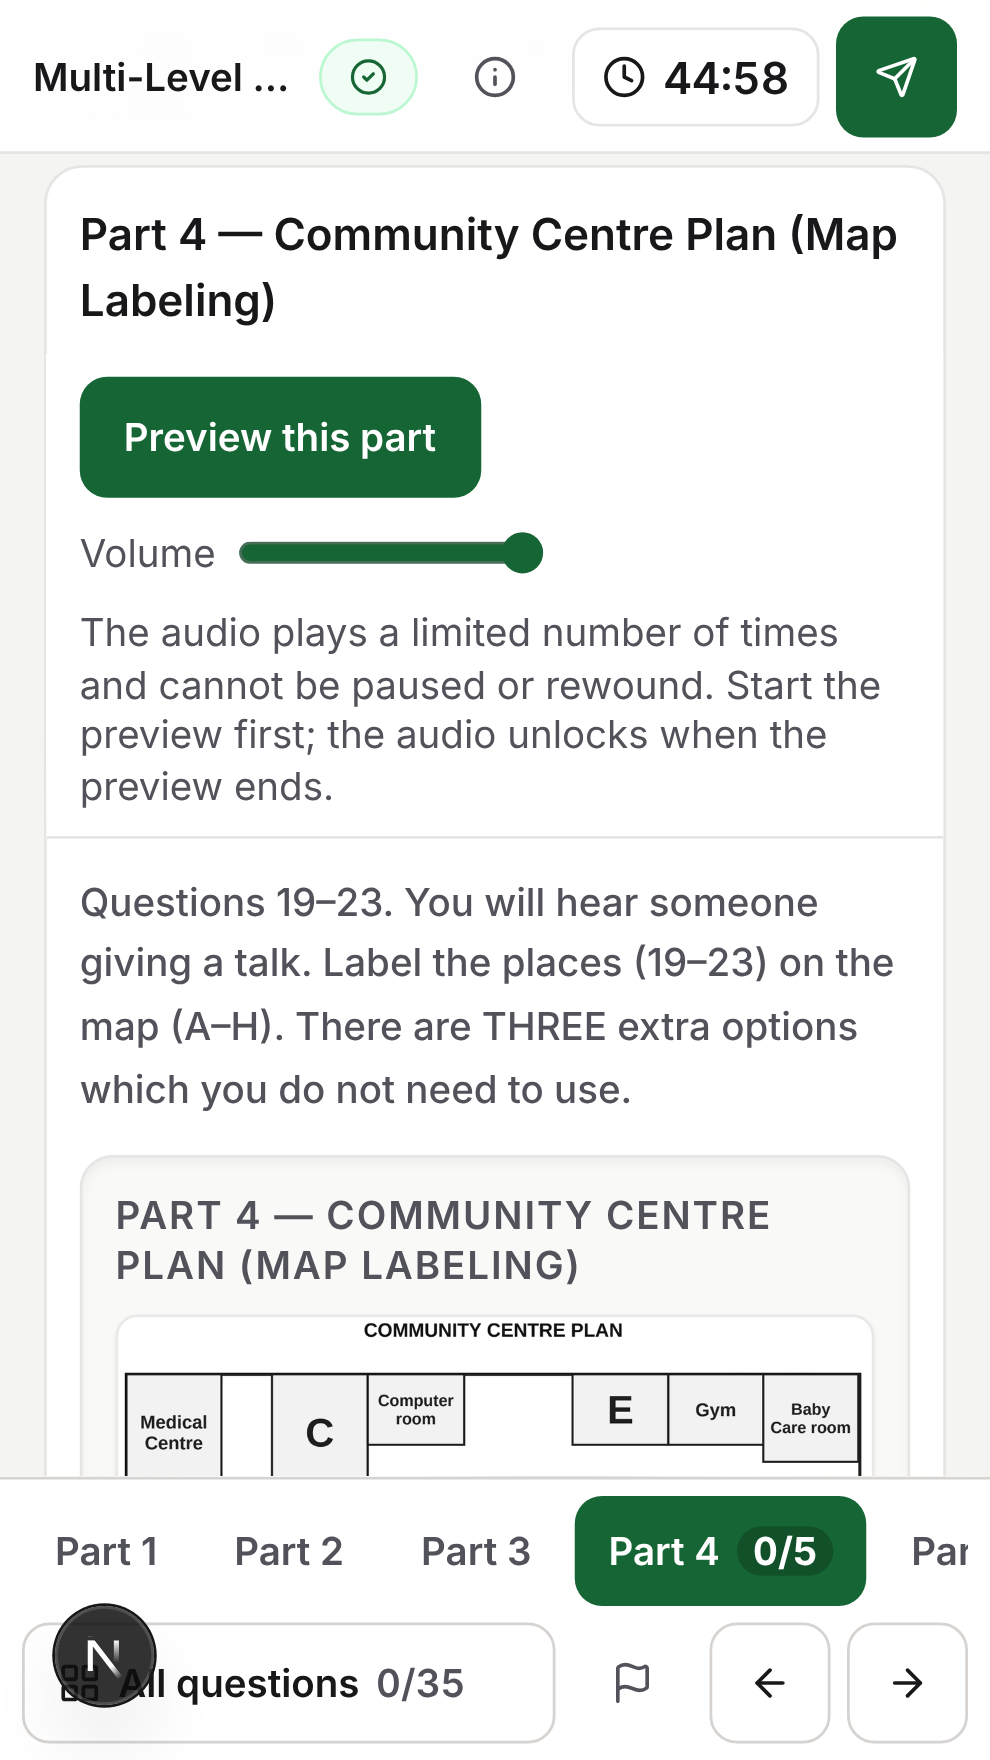 Multi-Level ...
44:58
Part 4 — Community Centre Plan (Map
Labeling)
Preview this part
Volume
The audio plays a limited number of times
and cannot be paused or rewound. Start the
preview first; the audio unlocks when the
preview ends.
Questions 19–23. You will hear someone
giving a talk. Label the places (19–23) on the
map (A–H). There are THREE extra options
which you do not need to use.
PART 4 — COMMUNITY CENTRE
PLAN (MAP LABELING)
COMMUNITY CENTRE PLAN
Medical
Centre
C
Computer
room
E
Gym
Baby
Care room
Part 1
Part 2
Part 3
Part 4 0/5
Par
N
All questions 0/35